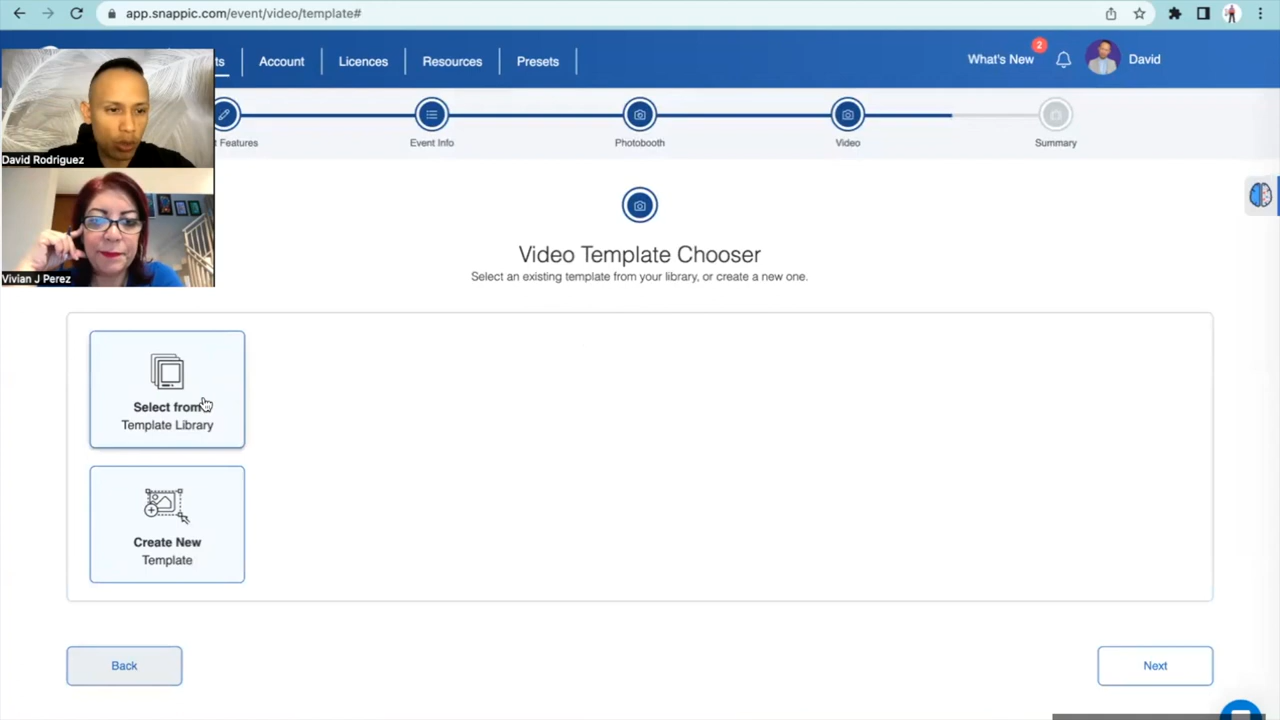 app.snappic.com/event/video/template#
ts
Account
Licences
Resources
Presets
What's New
2
David
David Rodriguez
Vivian J Perez
t Features
Event Info
Photobooth
Video
Summary
Video Template Chooser
Select an existing template from your library, or create a new one.
Select from
Template Library
Create New
Template
Back
Next